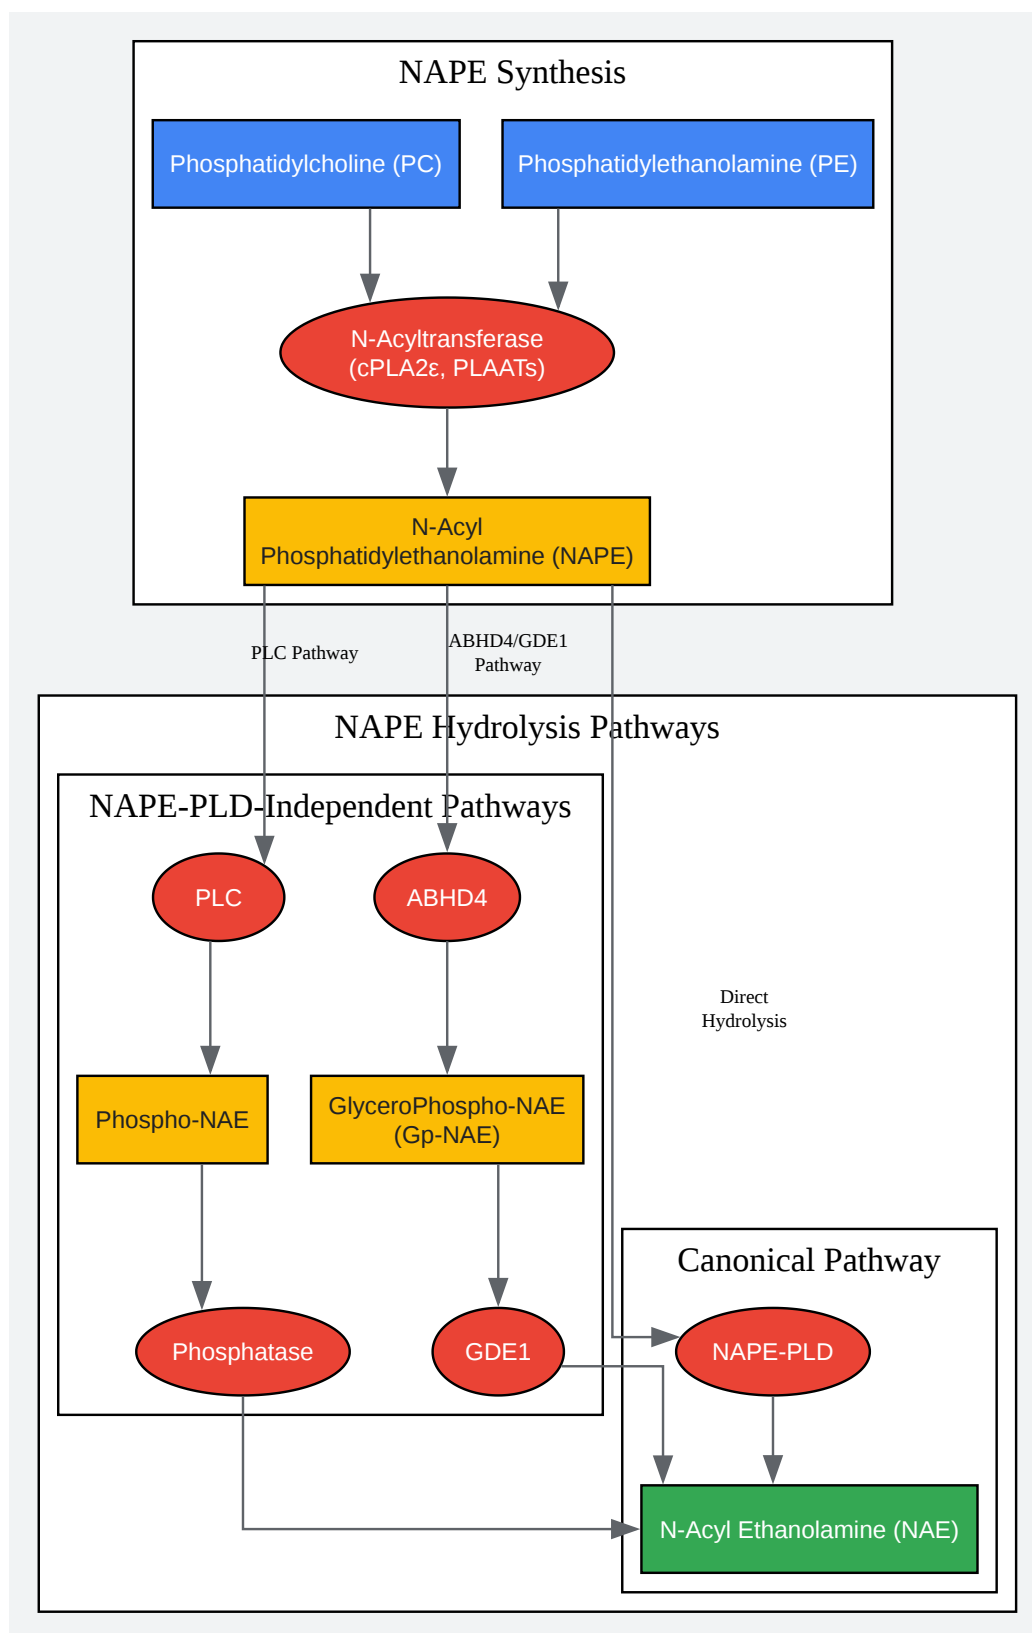 NAPE Synthesis
Phosphatidylcholine (PC)
Phosphatidylethanolamine (PE)
N-Acyltransferase
(cPLA2ε, PLAATs)
N-Acyl
Phosphatidylethanolamine (NAPE)
PLC Pathway
ABHD4/GDE1
Pathway
NAPE Hydrolysis Pathways
NAPE-PLD-Independent Pathways
PLC
ABHD4
Direct
Hydrolysis
Phospho-NAE
GlyceroPhospho-NAE
(Gp-NAE)
Canonical Pathway
Phosphatase
GDE1
NAPE-PLD
N-Acyl Ethanolamine (NAE)